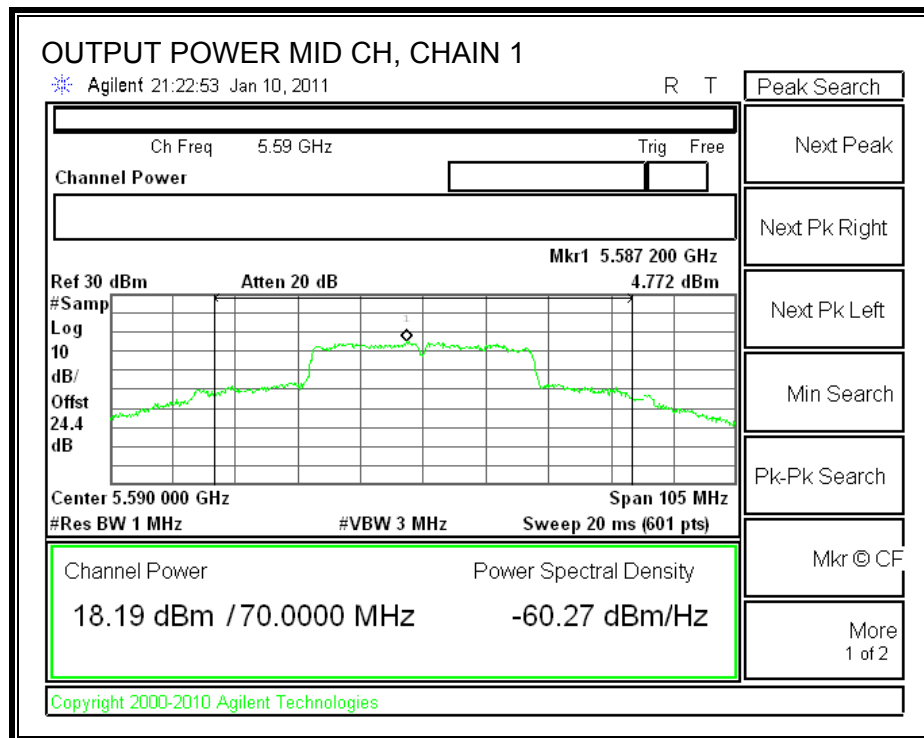 OUTPUT POWER MID CH, CHAIN 1
Agilent 21:22:53 Jan 10, 2011 R T
Peak Search
Ch Freq 5.59 GHz Trig Free
Next Peak
Channel Power
Next Pk Right
Mkr1 5.587 200 GHz
Ref 30 dBm Atten 20 dB 4.772 dBm
#Samp
Log
10
dB/
Offst
24.4
dB
1
Next Pk Left
Min Search
Pk-Pk Search
Center 5.590 000 GHz Span 105 MHz
#Res BW 1 MHz #VBW 3 MHz Sweep 20 ms (601 pts)
Mkr © CF
Channel Power Power Spectral Density
18.19 dBm / 70.0000 MHz -60.27 dBm/Hz
More
1 of 2
Copyright 2000-2010 Agilent Technologies